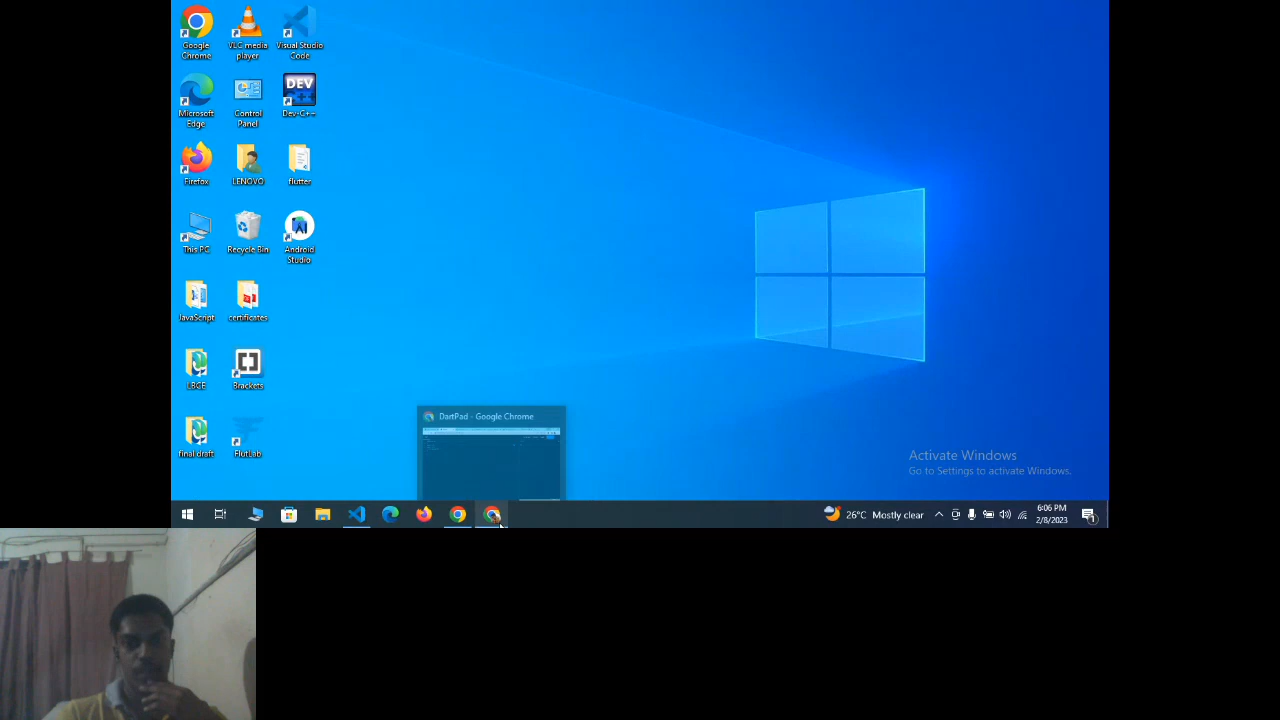 Google Chrome
VLC media player
Visual Studio Code
Microsoft Edge
Control Panel
DEV
Dev-C++
Firefox
LENOVO
flutter
This PC
Recycle Bin
Android Studio
JavaScript
certificates
LBCE
Brackets
final draft
FlutLab
DartPad - Google Chrome
Activate Windows
Go to Settings to activate Windows.
26°C Mostly clear
6:06 PM
2/8/2023
1